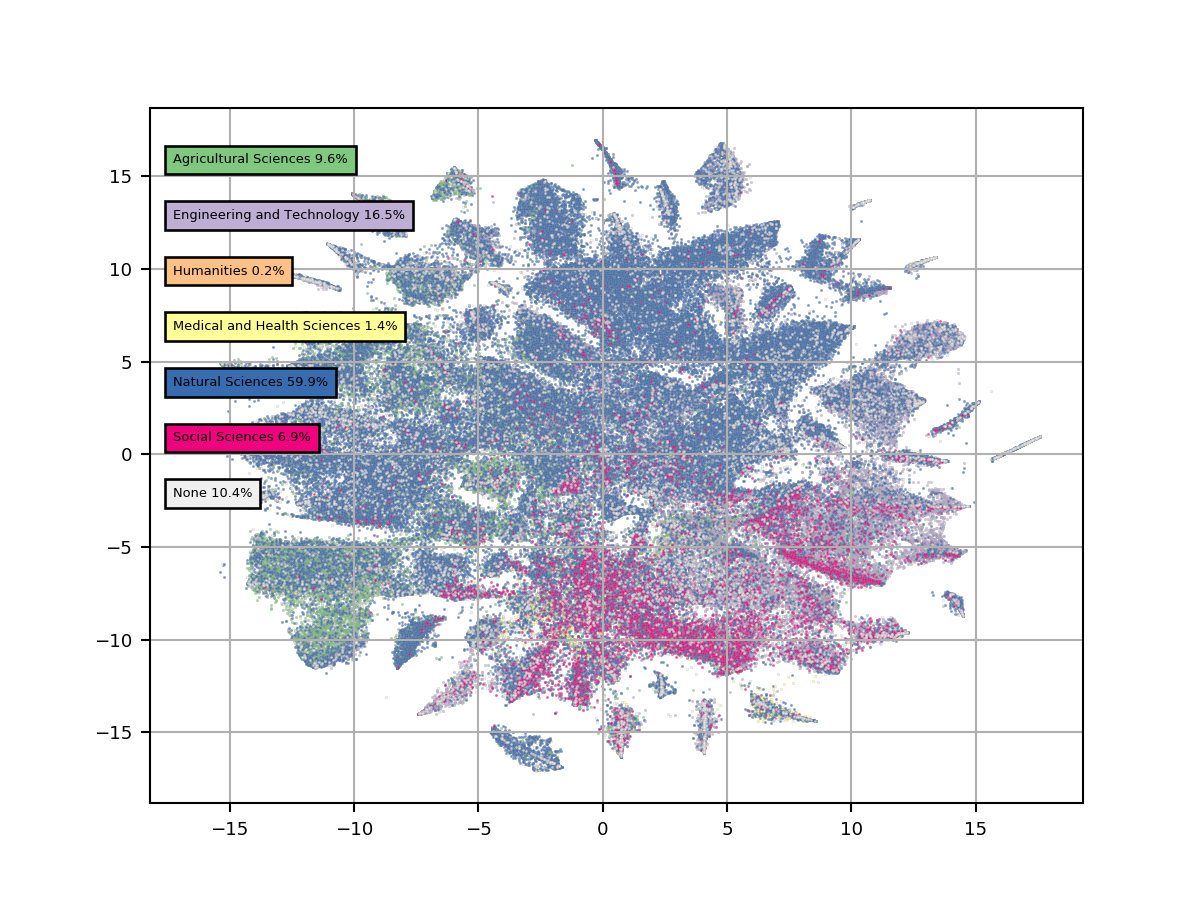 Agricultural Sciences 9.6%
Engineering and Technology 16.5%
Humanities 0.2%
Medical and Health Sciences 1.4%
Natural Sciences 59.9%
Social Sciences 6.9%
None 10.4%
15
10
5
0
−5
−10
−15
−15 −10 −5 0 5 10 15